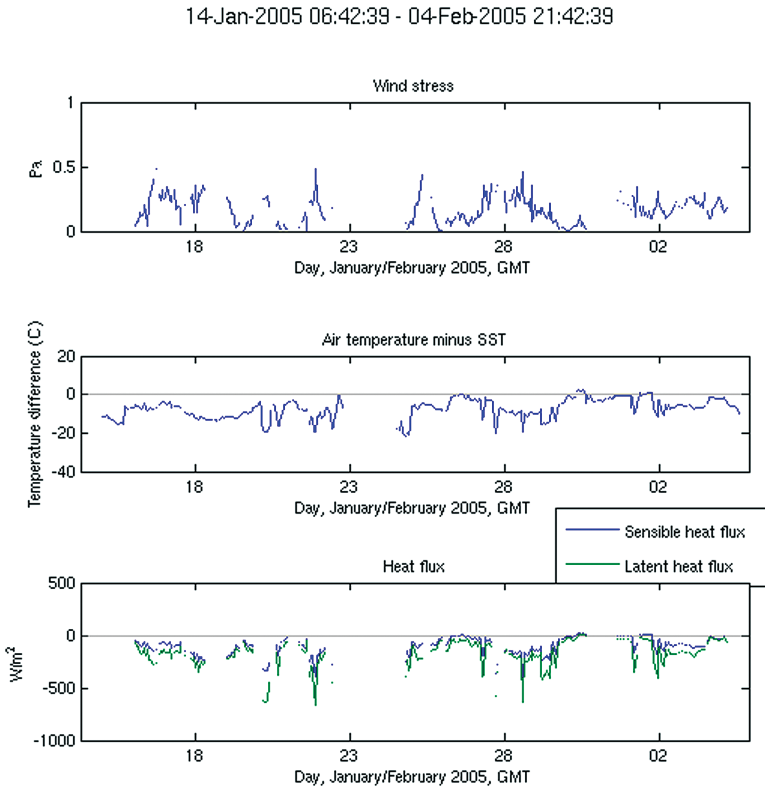 14-Jan-2005 06:42:39 - 04-Feb-2005 21:42:39
Wind stress
1
0.5
0
Pa
18 23 28 02
Day, January/February 2005, GMT
Air temperature minus SST
20
0
-20
-40
Temperature difference (C)
18 23 28 02
Day, January/February 2005, GMT
Sensible heat flux
Latent heat flux
Heat flux
500
0
-500
-1000
W/m²
18 23 28 02
Day, January/February 2005, GMT